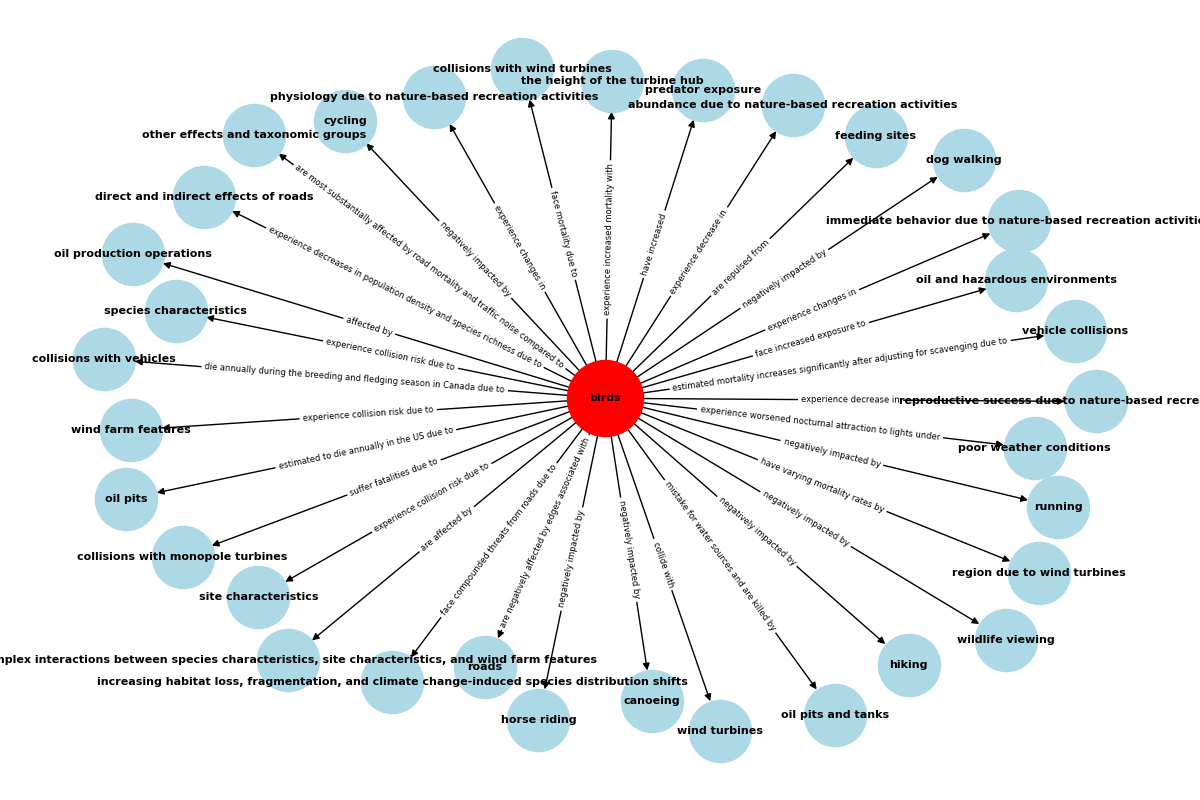 collisions with wind turbines
the height of the turbine hub
predator exposure
physiology due to nature-based recreation activities
abundance due to nature-based recreation activities
cycling
other effects and taxonomic groups
feeding sites
dog walking
direct and indirect effects of roads
immediate behavior due to nature-based recreation activitie
oil production operations
oil and hazardous environments
species characteristics
vehicle collisions
collisions with vehicles
birds
reproductive success due to nature-based recre
wind farm features
poor weather conditions
oil pits
running
collisions with monopole turbines
region due to wind turbines
site characteristics
wildlife viewing
mplex interactions between species characteristics, site characteristics, and wind farm features
roads
hiking
increasing habitat loss, fragmentation, and climate change-induced species distribution shifts
canoeing
horse riding
wind turbines
oil pits and tanks
are most substantially affected by road mortality and traffic noise compared to
negatively impacted by
experience changes in
face mortality due to
experience increased mortality with
have increased
experience decrease in
are repulsed from
negatively impacted by
experience changes in
face increased exposure to
estimated mortality increases significantly after adjusting for scavenging due to
experience decrease in
experience worsened nocturnal attraction to lights under
negatively impacted by
have varying mortality rates by
negatively impacted by
negatively impacted by
mistake for water sources and are killed by
collide with
negatively impacted by
negatively impacted by
are negatively affected by edges associated with
face compounded threats from roads due to
are affected by
experience collision risk due to
suffer fatalities due to
estimated to die annually in the US due to
experience collision risk due to
die annually during the breeding and fledging season in Canada due to
experience collision risk due to
affected by
experience decreases in population density and species richness due to